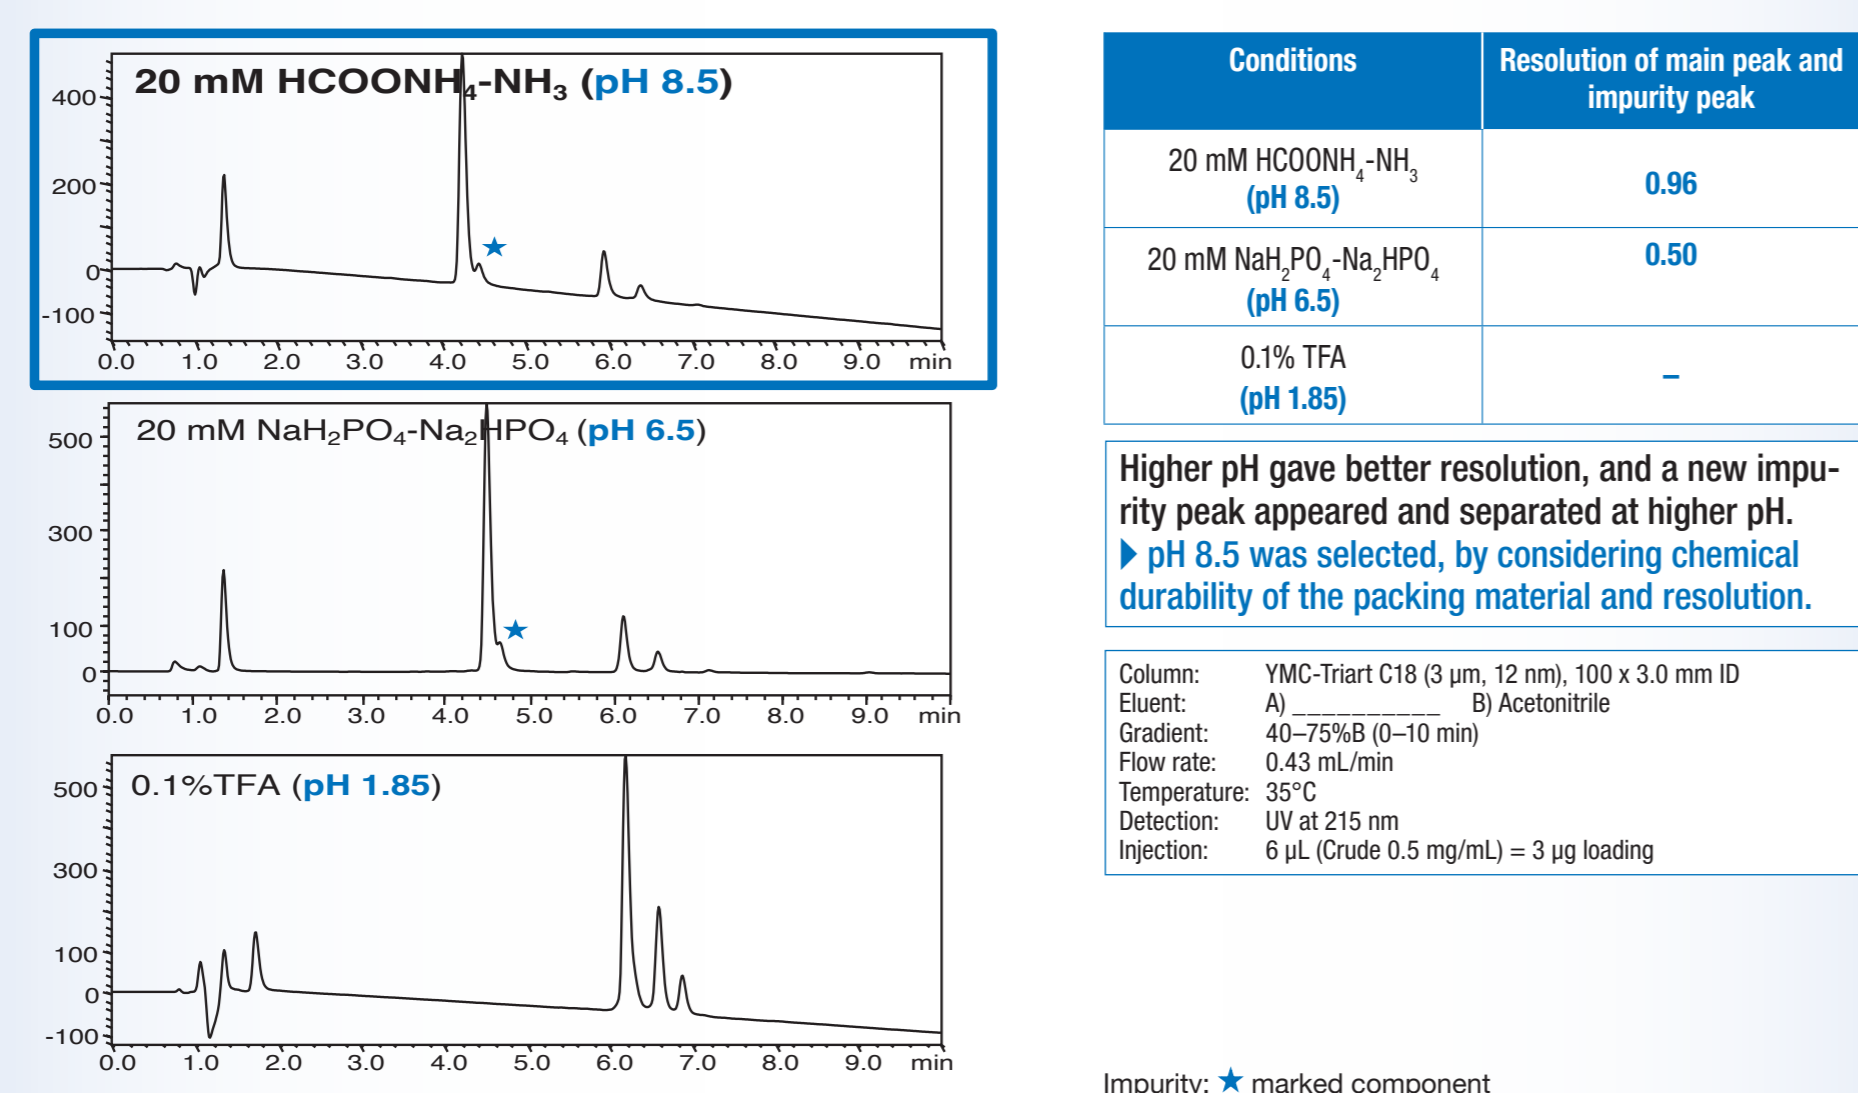 20 mM HCOONH₄-NH₃ (pH 8.5)
400
200
0
-100
0.0 1.0 2.0 3.0 4.0 5.0 6.0 7.0 8.0 9.0 min
20 mM NaH₂PO₄-Na₂HPO₄ (pH 6.5)
500
300
100
0
0.0 1.0 2.0 3.0 4.0 5.0 6.0 7.0 8.0 9.0 min
0.1%TFA (pH 1.85)
500
300
100
0
-100
0.0 1.0 2.0 3.0 4.0 5.0 6.0 7.0 8.0 9.0 min
Conditions
Resolution of main peak and
impurity peak
20 mM HCOONH₄-NH₃
(pH 8.5)
0.96
20 mM NaH₂PO₄-Na₂HPO₄
(pH 6.5)
0.50
0.1% TFA
(pH 1.85)
–
Higher pH gave better resolution, and a new impu-
rity peak appeared and separated at higher pH.
▶ pH 8.5 was selected, by considering chemical
durability of the packing material and resolution.
Column: YMC-Triart C18 (3 µm, 12 nm), 100 x 3.0 mm ID
Eluent: A) __________ B) Acetonitrile
Gradient: 40–75%B (0–10 min)
Flow rate: 0.43 mL/min
Temperature: 35°C
Detection: UV at 215 nm
Injection: 6 µL (Crude 0.5 mg/mL) = 3 µg loading
Impurity: ★ marked component